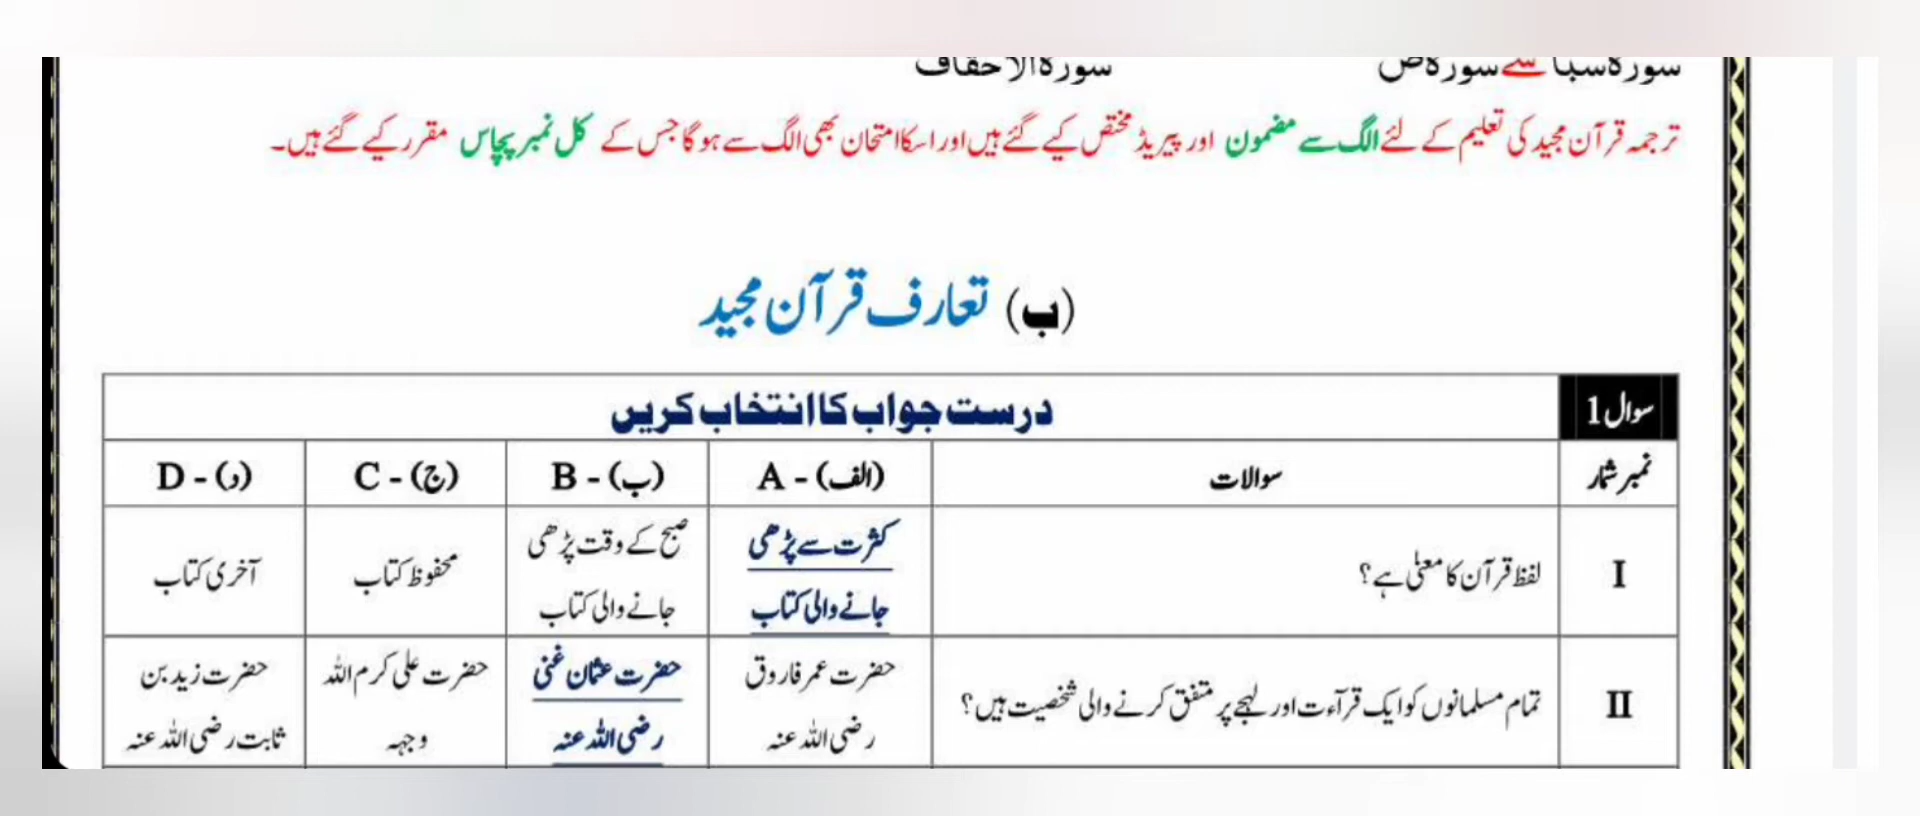 سورۃ سبا سے سورۃ ص	سورۃ الاحقاف
ترجمہ قرآن مجید کی تعلیم کے لئے الگ سے مضمون اور پیریڈ مختص کیے گئے ہیں اور اسکا امتحان بھی الگ سے ہو گا جس کے کل نمبر پچاس مقرر کیے گئے ہیں۔
(ب) تعارف قرآن مجید
سوال 1	درست جواب کا انتخاب کریں
نمبر شمار	سوالات	A - (الف)	B - (ب)	C - (ج)	D - (د)
I	لفظ قرآن کا معنیٰ ہے؟	کثرت سے پڑھی	صبح کے وقت پڑھی	محفوظ کتاب	آخری کتاب
جانے والی کتاب	جانے والی کتاب
II	تمام مسلمانوں کو ایک قرآءت اور لہجے پر متفق کرنے والی شخصیت ہیں؟	حضرت عمر فاروق	حضرت عثمان غنی	حضرت علی کرم اللہ	حضرت زید بن
رضی اللہ عنہ	رضی اللہ عنہ	وجہہ	ثابت رضی اللہ عنہ